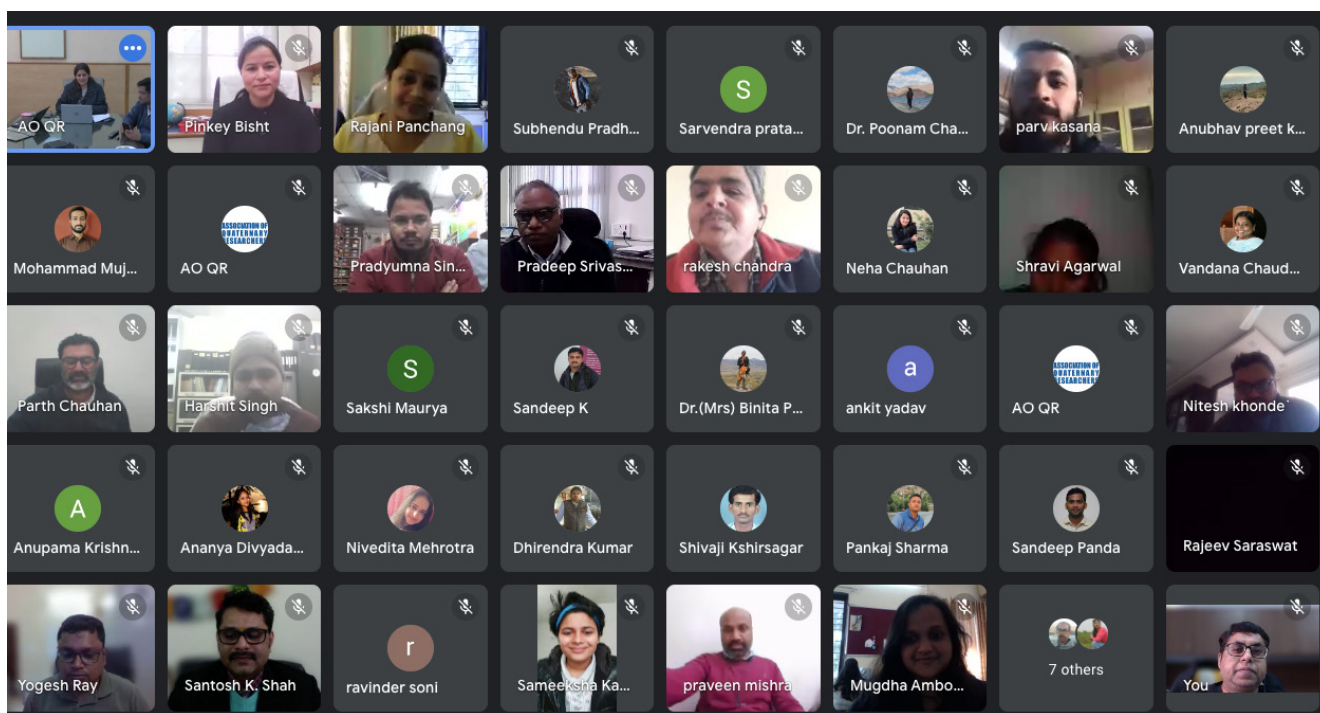 AO QR
Pinkey Bisht
Rajani Panchang
Subhendu Pradh...
S
Sarvendra prata...
Dr. Poonam Cha...
parv kasana
Anubhav preet k...
Mohammad Muj...
ASSOCIATION OF
QUATERNARY
RESEARCHERS
AO QR
Pradyumna Sin...
Pradeep Srivas...
rakesh chandra
Neha Chauhan
Shravi Agarwal
Vandana Chaud...
Parth Chauhan
Harshit Singh
S
Sakshi Maurya
Sandeep K
Dr.(Mrs) Binita P...
a
ankit yadav
ASSOCIATION OF
QUATERNARY
RESEARCHERS
AO QR
Nitesh khonde
A
Anupama Krishn...
Ananya Divyada...
Nivedita Mehrotra
Dhirendra Kumar
Shivaji Kshirsagar
Pankaj Sharma
Sandeep Panda
Rajeev Saraswat
Yogesh Ray
Santosh K. Shah
r
ravinder soni
Sameeksha Ka...
praveen mishra
Mugdha Ambo...
7 others
You